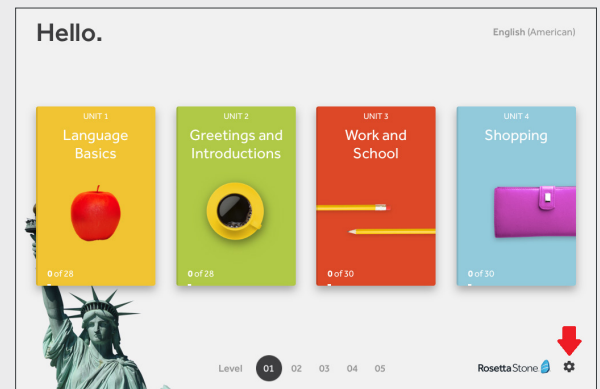 Hello.
English (American)
UNIT 1
Language
Basics
0 of 28
UNIT 2
Greetings and
Introductions
0 of 28
UNIT 3
Work and
School
0 of 30
UNIT 4
Shopping
0 of 30
Level 01 02 03 04 05
RosettaStone